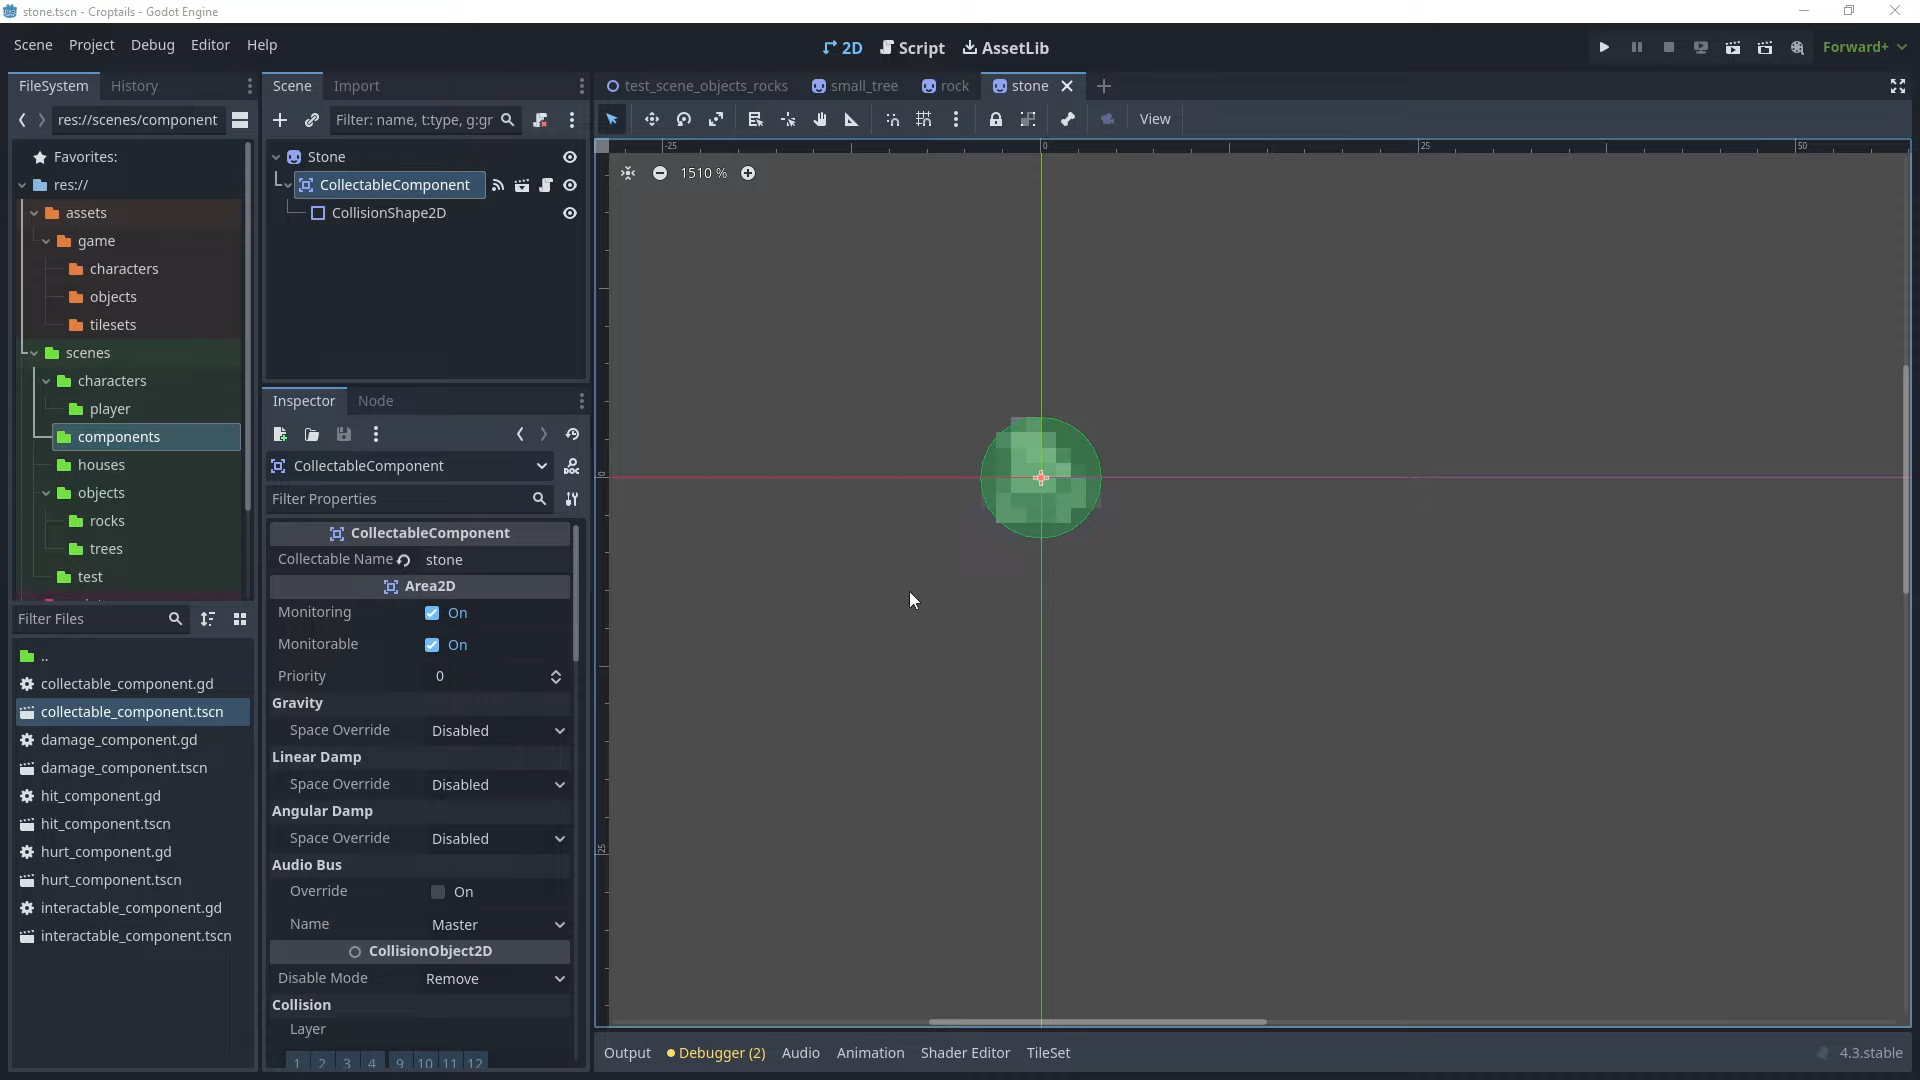 stone.tscn - Croptails - Godot Engine
Scene Project Debug Editor Help
2D Script AssetLib
Forward+
FileSystem History
res://scenes/component
Favorites:
res://
assets
game
characters
objects
tilesets
scenes
characters
player
components
houses
objects
rocks
trees
test
Filter Files
..
collectable_component.gd
collectable_component.tscn
damage_component.gd
damage_component.tscn
hit_component.gd
hit_component.tscn
hurt_component.gd
hurt_component.tscn
interactable_component.gd
interactable_component.tscn
Scene Import
Filter: name, t:type, g:gr
Stone
CollectableComponent
CollisionShape2D
Inspector Node
CollectableComponent
Filter Properties
CollectableComponent
Collectable Name stone
Area2D
Monitoring On
Monitorable On
Priority 0
Gravity
Space Override Disabled
Linear Damp
Space Override Disabled
Angular Damp
Space Override Disabled
Audio Bus
Override On
Name Master
CollisionObject2D
Disable Mode Remove
Collision
Layer
1 2 3 4 9 10 11 12
test_scene_objects_rocks small_tree rock stone
View
-25 0 25 50
1510 %
0
25
Output Debugger (2) Audio Animation Shader Editor TileSet
4.3.stable